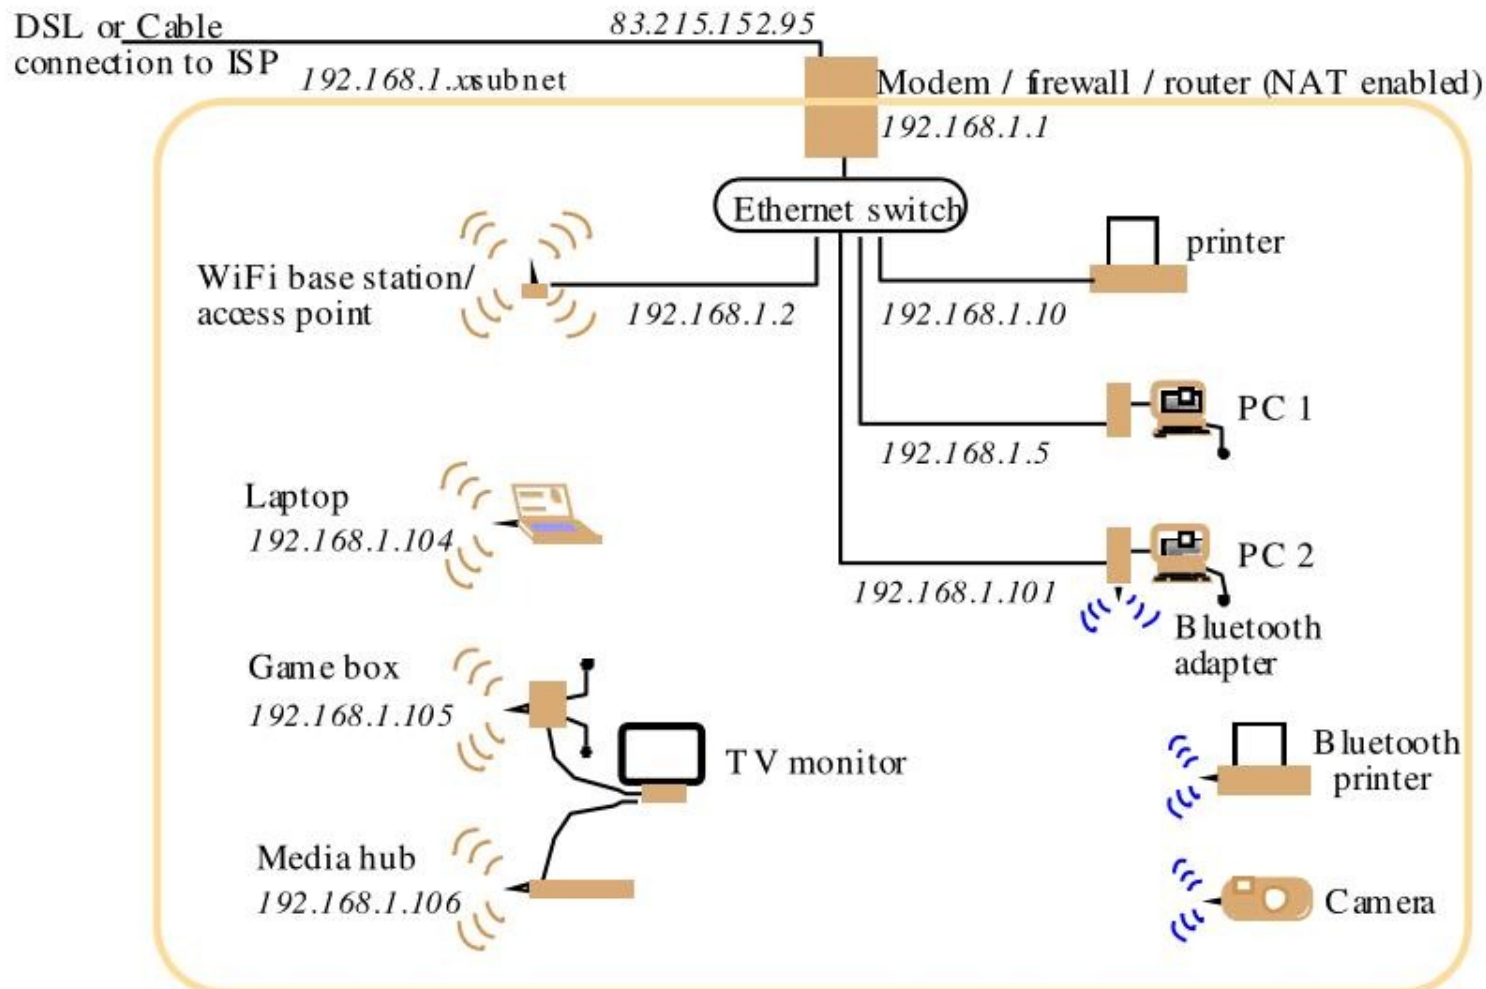 DSL or Cable
connection to ISP
83.215.152.95
192.168.1.xxsubnet
Modem / firewall / router (NAT enabled)
192.168.1.1
Ethernet switch
printer
WiFi base station/
access point
192.168.1.2
192.168.1.10
PC 1
192.168.1.5
Laptop
192.168.1.104
PC 2
192.168.1.101
Bluetooth
adapter
Game box
192.168.1.105
TV monitor
Bluetooth
printer
Media hub
192.168.1.106
Camera